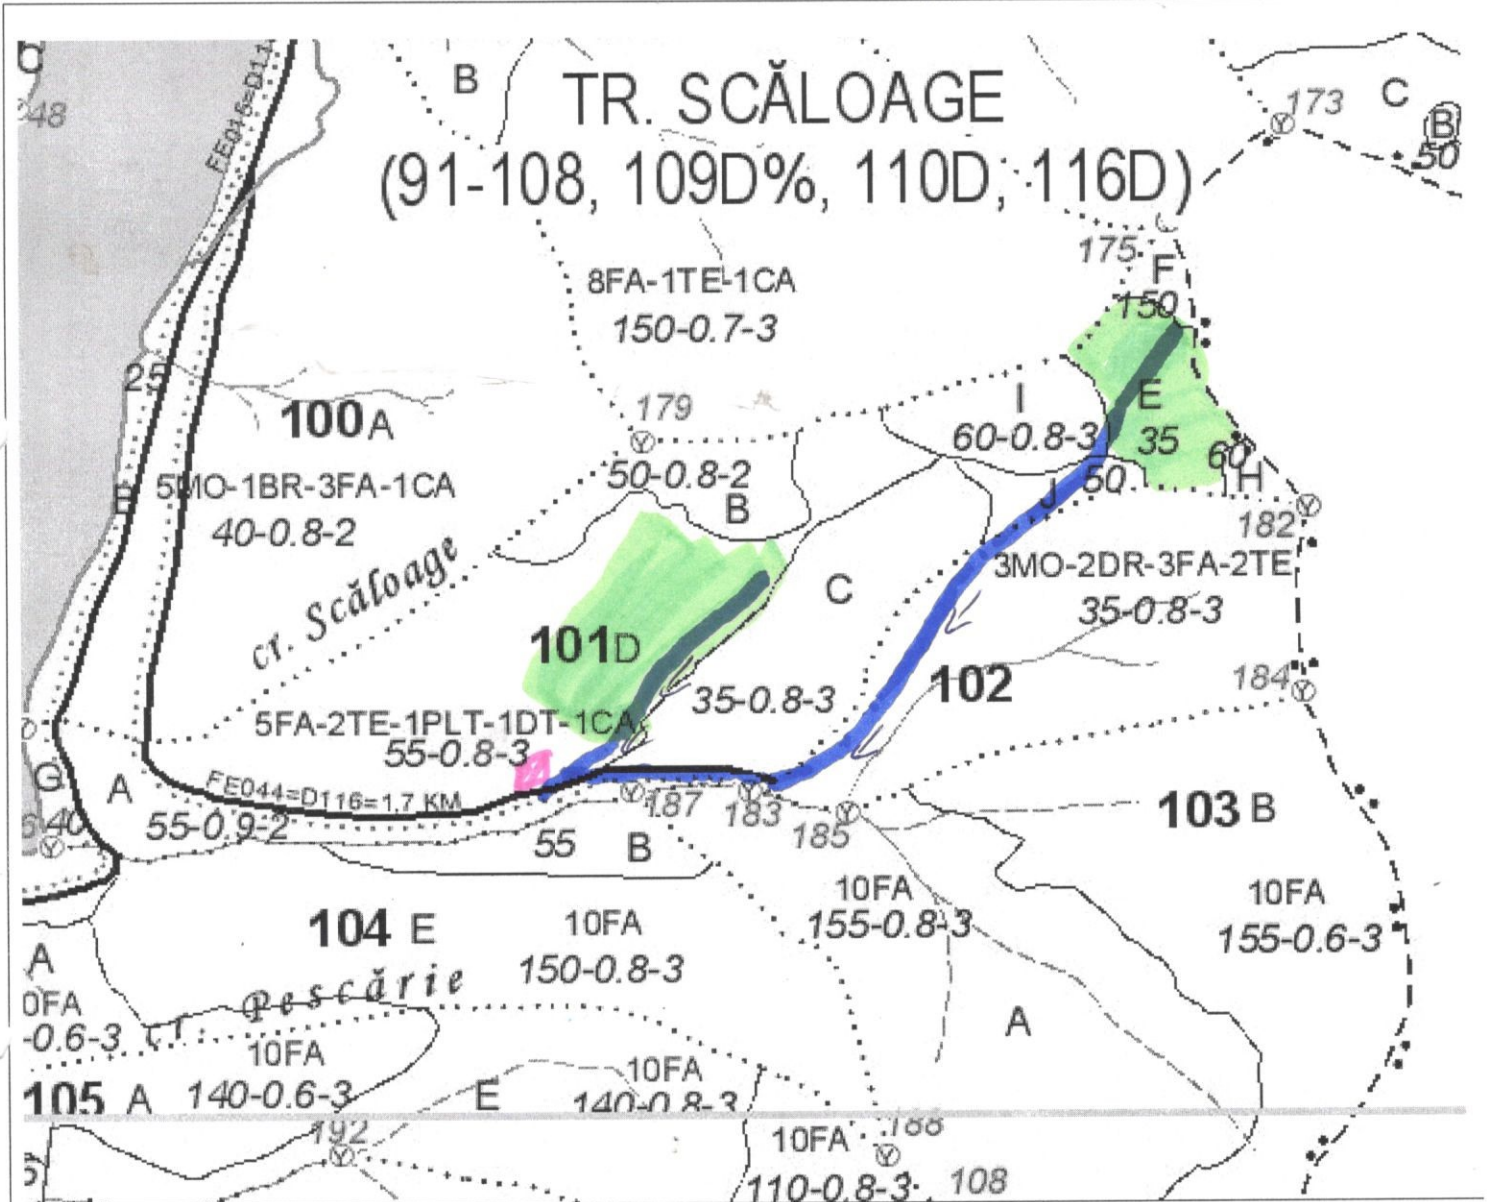 TR. SCĂLOAGE
(91-108, 109D%, 110D, 116D)
B
FE015=D11
48
173
C
B
50
175
F
150
8FA-1TE-1CA
150-0.7-3
179
100A
5MO-1BR-3FA-1CA
40-0.8-2
50-0.8-2
B
I
60-0.8-3
E
35
60
H
J
50
182
cr. Scăloage
3MO-2DR-3FA-2TE
35-0.8-3
C
101D
35-0.8-3
102
184
5FA-2TE-1PLT-1DT-1CA
55-0.8-3
G
40
A
FE044=D116=1.7 KM
55-0.9-2
187
183
185
103 B
55
B
104 E
10FA
150-0.8-3
10FA
155-0.8-3
10FA
155-0.6-3
A
0FA
-0.6-3
cr. Pescărie
A
10FA
140-0.6-3
105 A
E
10FA
140-0.8-3
192
188
10FA
110-0.8-3
108